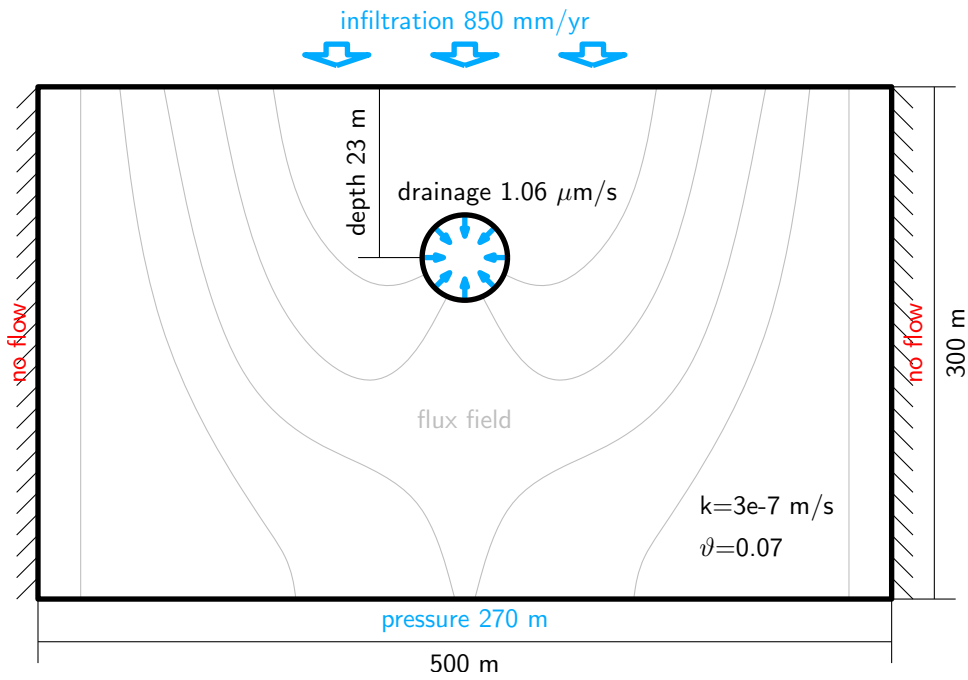 infiltration 850 mm/yr
depth 23 m
drainage 1.06 μm/s
no flow
no flow
300 m
flux field
k=3e-7 m/s
ϑ=0.07
pressure 270 m
500 m